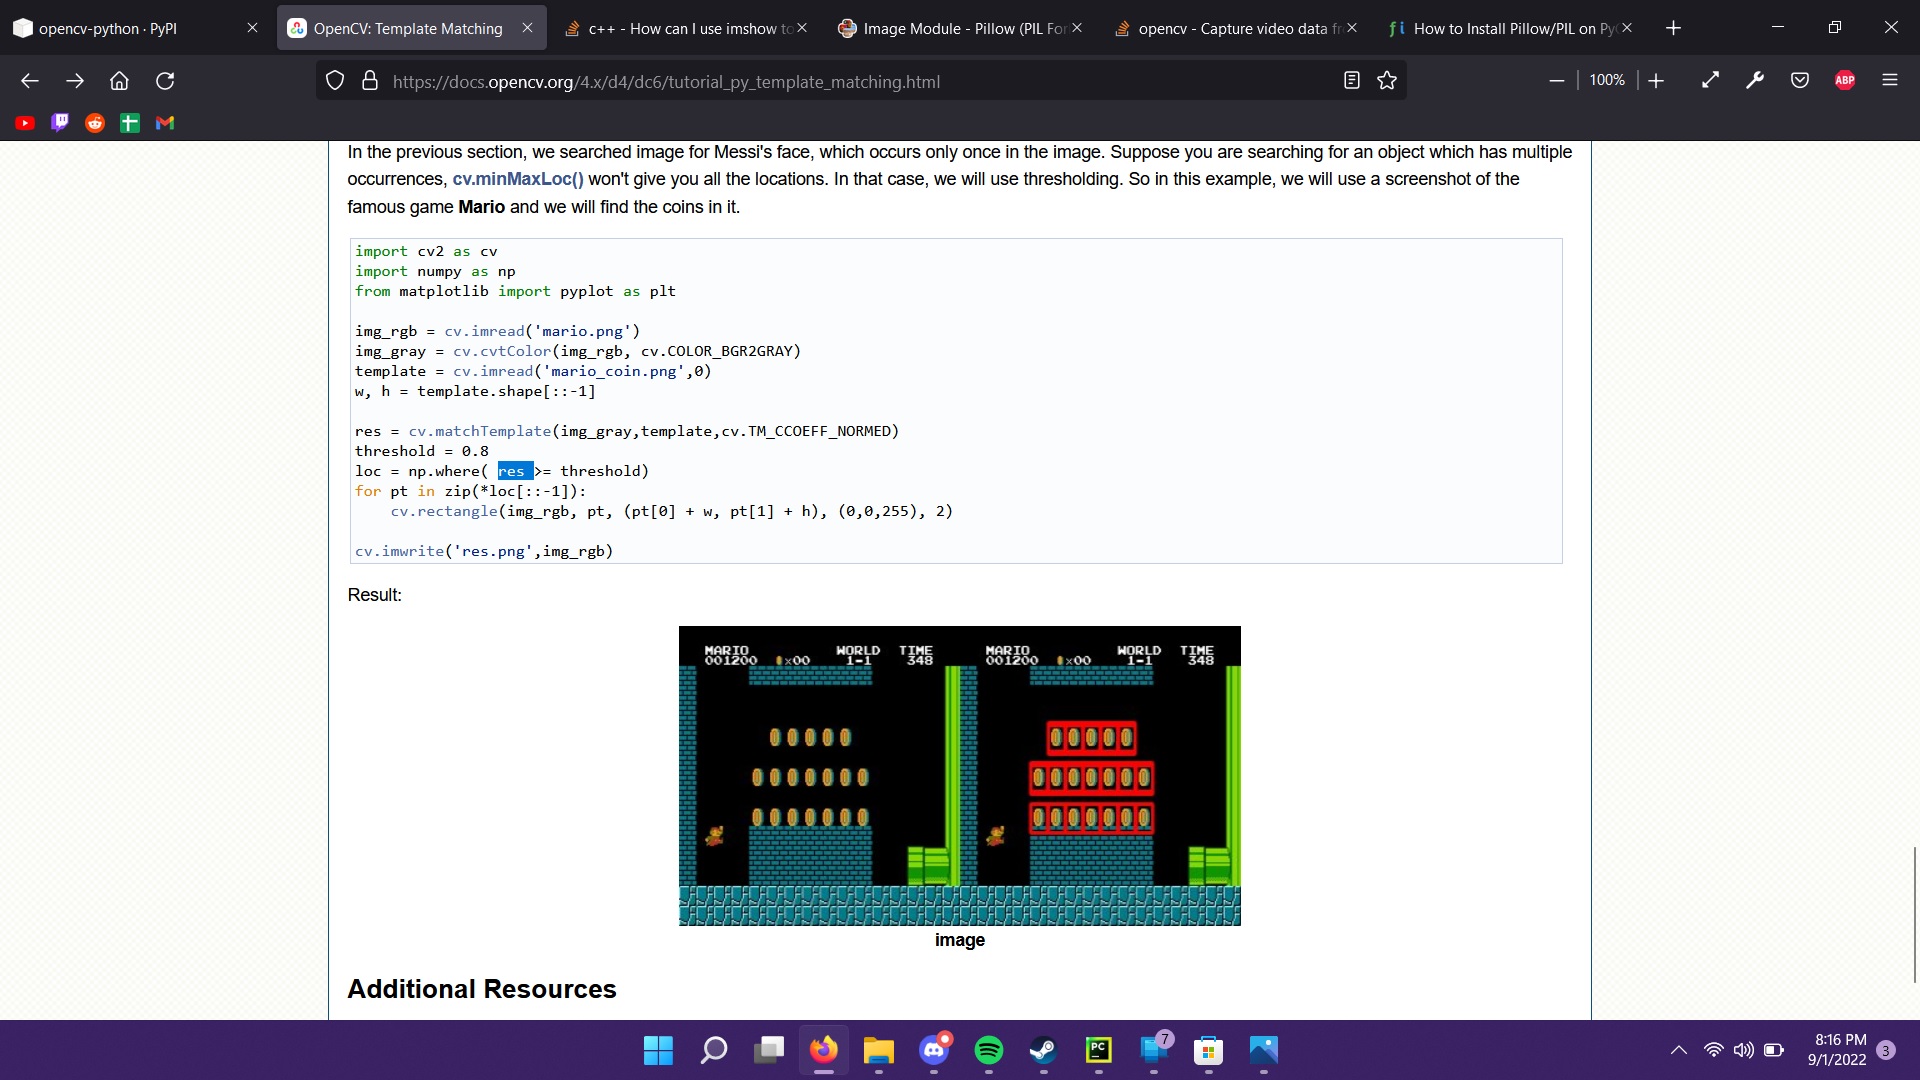 opencv-python · PyPI
OpenCV: Template Matching
c++ - How can I use imshow to
Image Module - Pillow (PIL For
opencv - Capture video data fr
How to Install Pillow/PIL on PyC
https://docs.opencv.org/4.x/d4/dc6/tutorial_py_template_matching.html
100%
ABP
In the previous section, we searched image for Messi's face, which occurs only once in the image. Suppose you are searching for an object which has multiple
occurrences, cv.minMaxLoc() won't give you all the locations. In that case, we will use thresholding. So in this example, we will use a screenshot of the
famous game Mario and we will find the coins in it.
import cv2 as cv
import numpy as np
from matplotlib import pyplot as plt
img_rgb = cv.imread('mario.png')
img_gray = cv.cvtColor(img_rgb, cv.COLOR_BGR2GRAY)
template = cv.imread('mario_coin.png',0)
w, h = template.shape[::-1]
res = cv.matchTemplate(img_gray,template,cv.TM_CCOEFF_NORMED)
threshold = 0.8
loc = np.where( res >= threshold)
for pt in zip(*loc[::-1]):
    cv.rectangle(img_rgb, pt, (pt[0] + w, pt[1] + h), (0,0,255), 2)
cv.imwrite('res.png',img_rgb)
Result:
MARIO WORLD TIME MARIO WORLD TIME
001200 x00 1-1 348 001200 x00 1-1 348
image
Additional Resources
PC
7
8:16 PM
9/1/2022
3